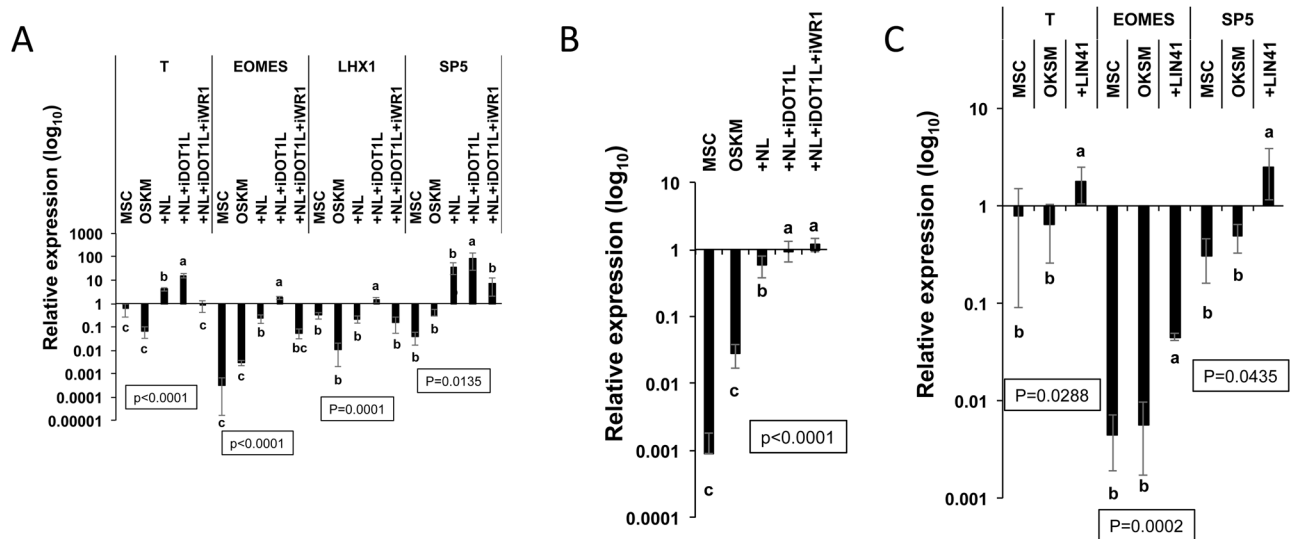 A
T EOMES LHX1 SP5
MSC
OSKM
+NL
+NL+iDOT1L
+NL+iDOT1L+iWR1
MSC
OSKM
+NL
+NL+iDOT1L
+NL+iDOT1L+iWR1
MSC
OSKM
+NL
+NL+iDOT1L
+NL+iDOT1L+iWR1
MSC
OSKM
+NL
+NL+iDOT1L
+NL+iDOT1L+iWR1
Relative expression (log10)
1000
100
10
1
0.1
0.01
0.001
0.0001
0.00001
c c b a c
c c b a bc
b b b a b
b b b a b
p<0.0001
p<0.0001
P=0.0001
P=0.0135
B
MSC
OSKM
+NL
+NL+iDOT1L
+NL+iDOT1L+iWR1
Relative expression (log10)
10
1
0.1
0.01
0.001
0.0001
c c b a a
p<0.0001
C
T EOMES SP5
MSC
OKSM
+LIN41
MSC
OKSM
+LIN41
MSC
OKSM
+LIN41
Relative expression (log10)
10
1
0.1
0.01
0.001
b b a
b b a
b b a
P=0.0288
P=0.0002
P=0.0435